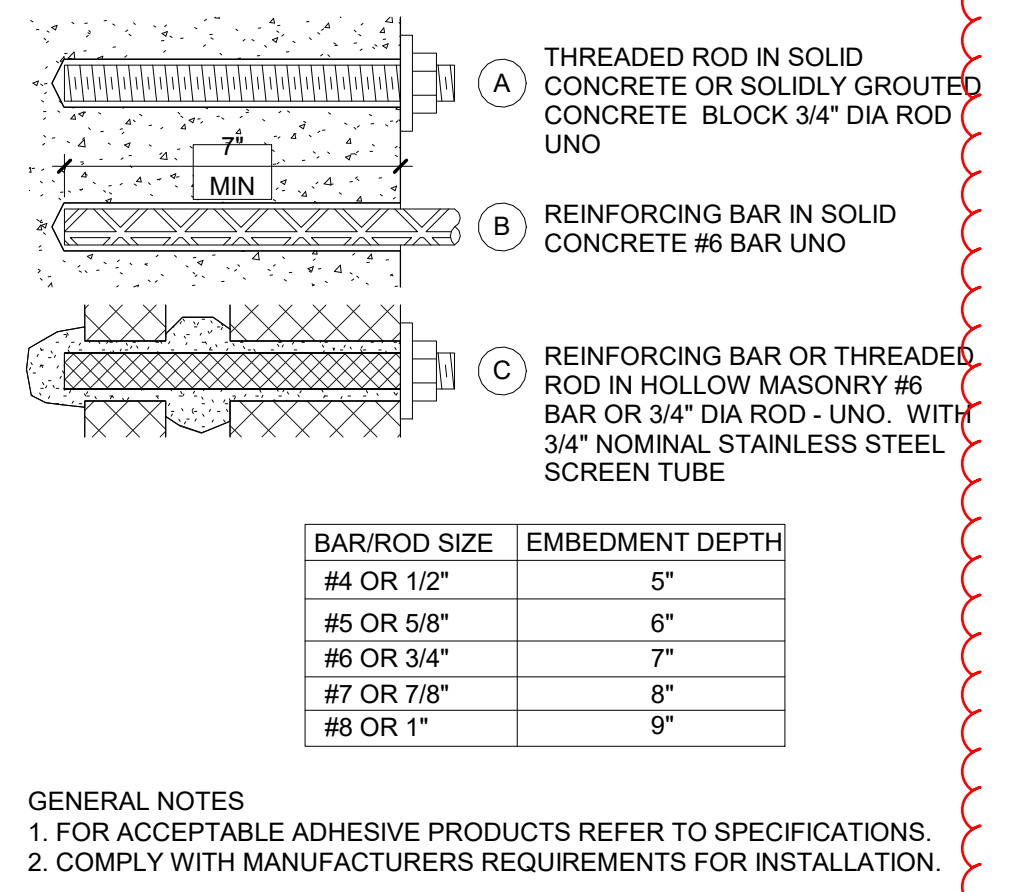 A
THREADED ROD IN SOLID
CONCRETE OR SOLIDLY GROUTED
CONCRETE BLOCK 3/4" DIA ROD
UNO
7"
MIN
B
REINFORCING BAR IN SOLID
CONCRETE #6 BAR UNO
C
REINFORCING BAR OR THREADED
ROD IN HOLLOW MASONRY #6
BAR OR 3/4" DIA ROD - UNO. WITH
3/4" NOMINAL STAINLESS STEEL
SCREEN TUBE
BAR/ROD SIZE EMBEDMENT DEPTH
#4 OR 1/2" 5"
#5 OR 5/8" 6"
#6 OR 3/4" 7"
#7 OR 7/8" 8"
#8 OR 1" 9"
GENERAL NOTES
1. FOR ACCEPTABLE ADHESIVE PRODUCTS REFER TO SPECIFICATIONS.
2. COMPLY WITH MANUFACTURERS REQUIREMENTS FOR INSTALLATION.